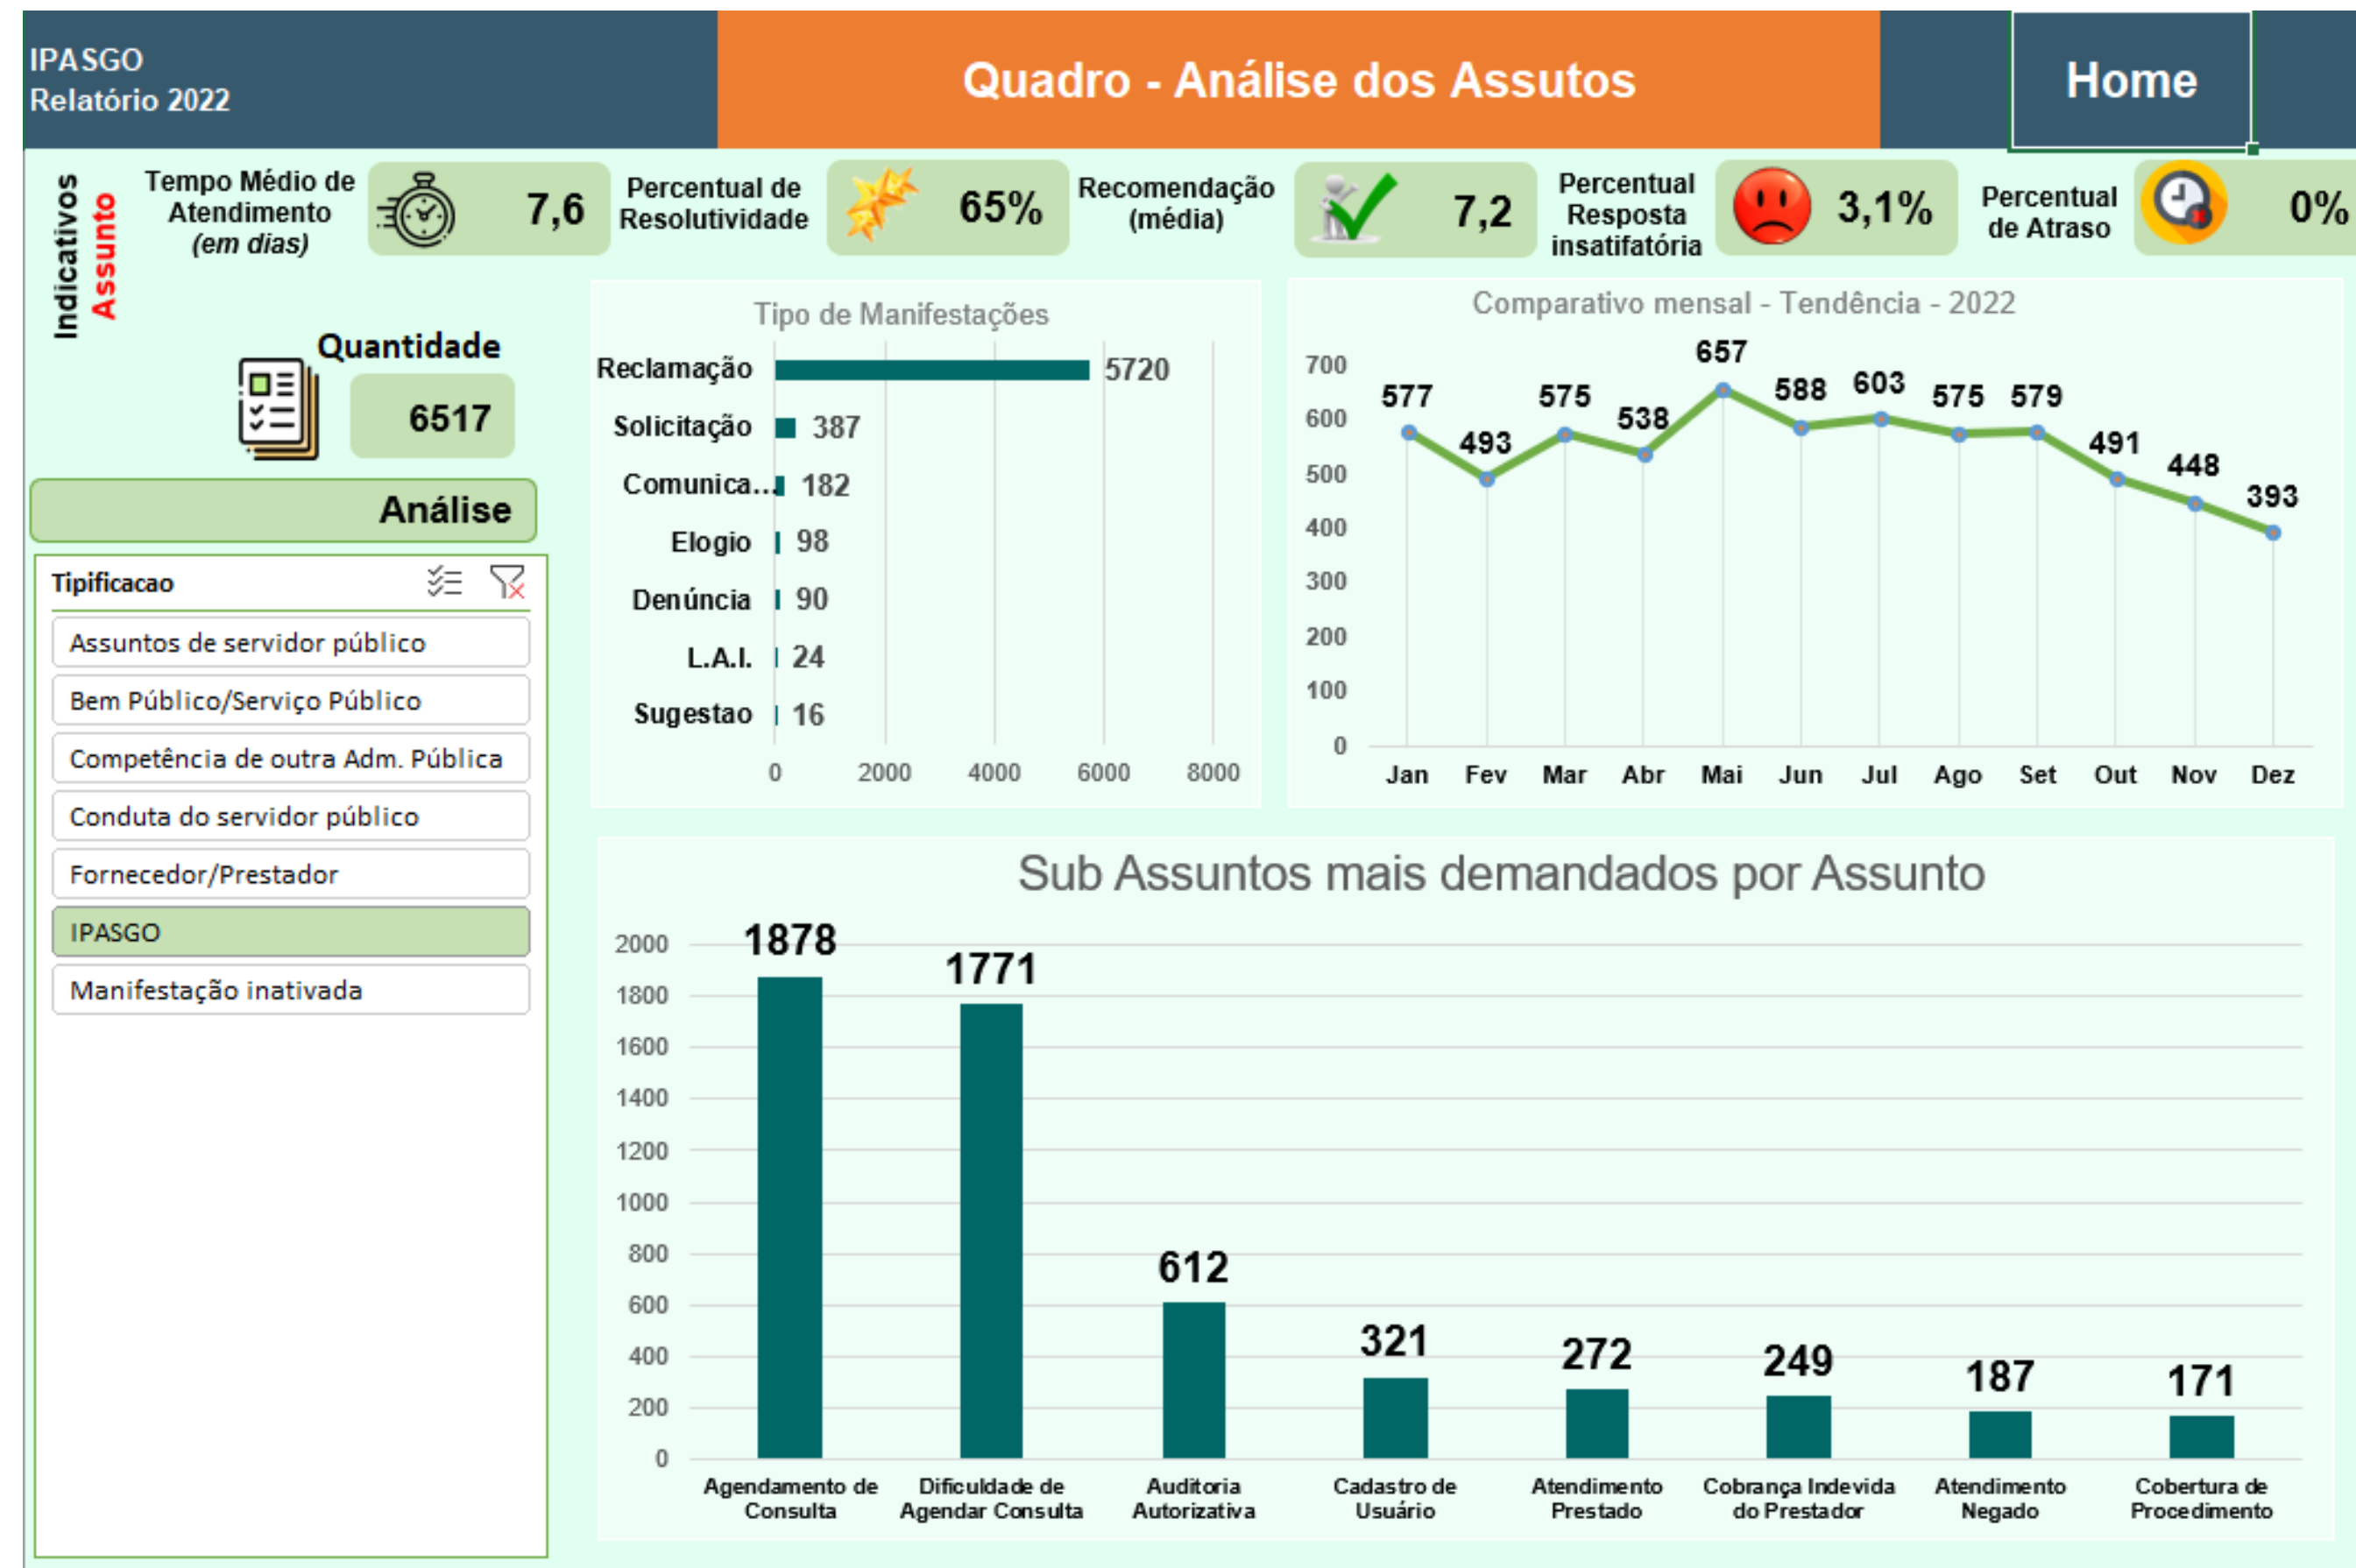 IPASGO
Relatório 2022
Quadro - Análise dos Assutos
Home
Indicativos
Assunto
Tempo Médio de
Atendimento
(em dias)
7,6
Percentual de
Resolutividade
65%
Recomendação
(média)
7,2
Percentual
Resposta
insatifatória
3,1%
Percentual
de Atraso
0%
Quantidade
6517
Análise
Tipificacao
Assuntos de servidor público
Bem Público/Serviço Público
Competência de outra Adm. Pública
Conduta do servidor público
Fornecedor/Prestador
IPASGO
Manifestação inativada
Tipo de Manifestações
Reclamação 5720
Solicitação 387
Comunica... 182
Elogio 98
Denúncia 90
L.A.I. 24
Sugestao 16
0 2000 4000 6000 8000
Comparativo mensal - Tendência - 2022
700
600
500
400
300
200
100
0
577 493 575 538 657 588 603 575 579 491 448 393
Jan Fev Mar Abr Mai Jun Jul Ago Set Out Nov Dez
Sub Assuntos mais demandados por Assunto
2000
1800
1600
1400
1200
1000
800
600
400
200
0
1878 1771 612 321 272 249 187 171
Agendamento de
Consulta
Dificuldade de
Agendar Consulta
Auditoria
Autorizativa
Cadastro de
Usuário
Atendimento
Prestado
Cobrança Indevida
do Prestador
Atendimento
Negado
Cobertura de
Procedimento